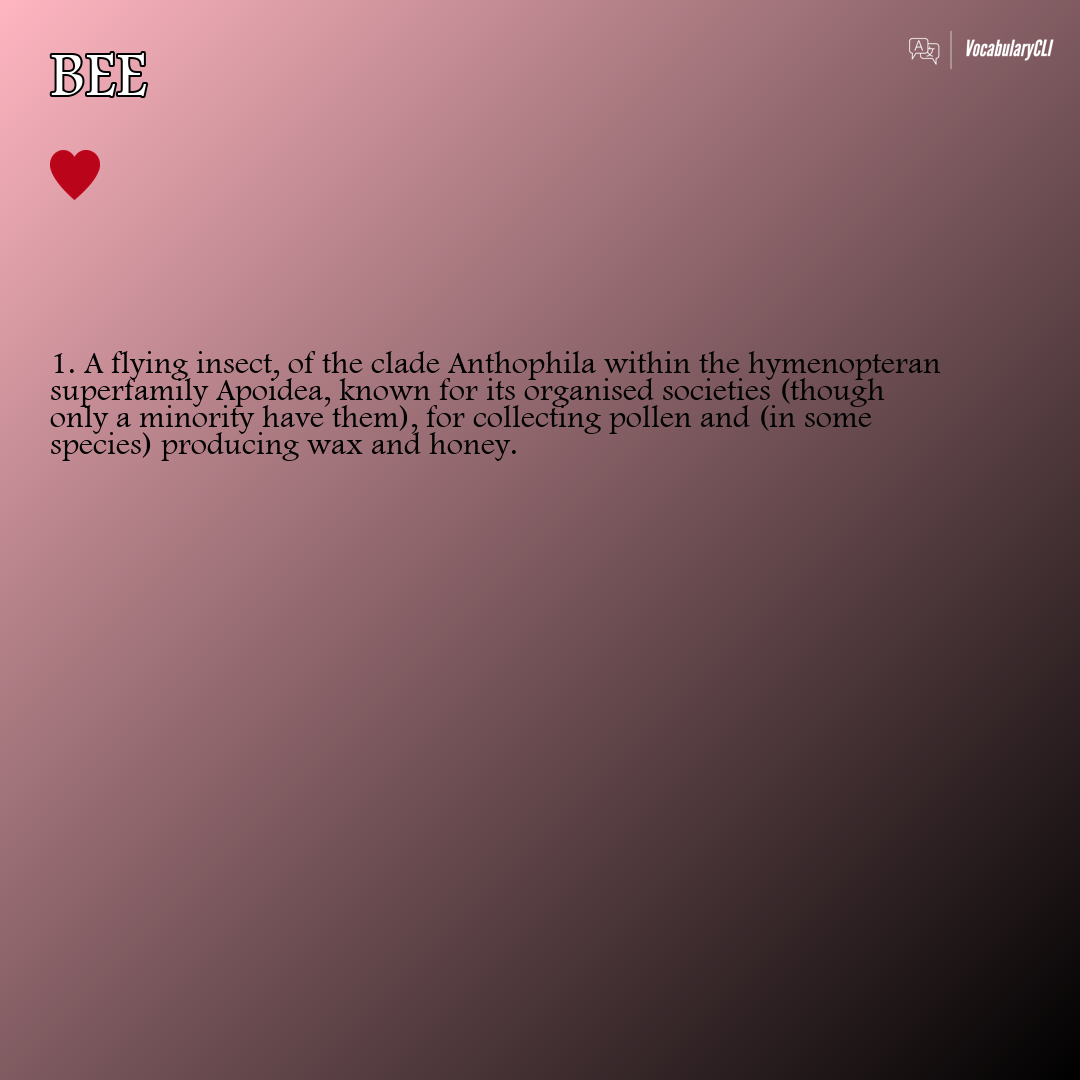 BEE
VocabularyCLI
1. A flying insect, of the clade Anthophila within the hymenopteran
superfamily Apoidea, known for its organised societies (though
only a minority have them), for collecting pollen and (in some
species) producing wax and honey.